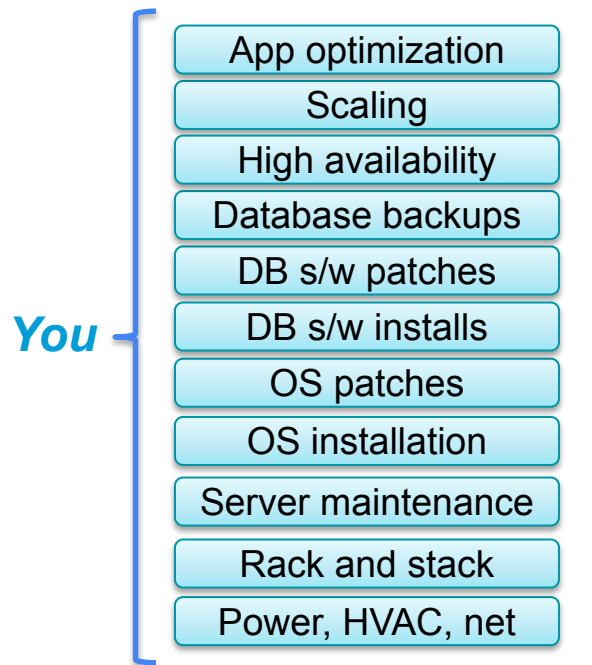 You
App optimization
Scaling
High availability
Database backups
DB s/w patches
DB s/w installs
OS patches
OS installation
Server maintenance
Rack and stack
Power, HVAC, net